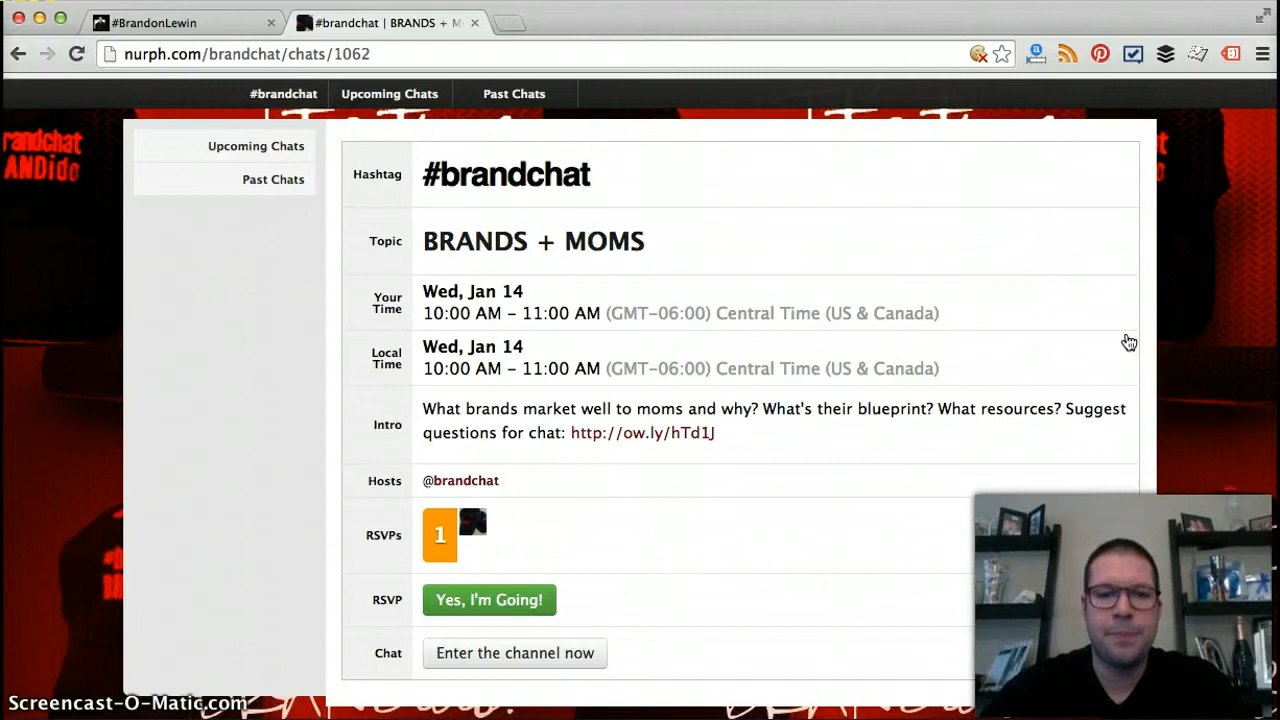 #BrandonLewin
#brandchat | BRANDS + M
nurph.com/brandchat/chats/1062
#brandchat Upcoming Chats Past Chats
Upcoming Chats
Past Chats
Hashtag #brandchat
Topic BRANDS + MOMS
Your Time
Wed, Jan 14
10:00 AM - 11:00 AM (GMT-06:00) Central Time (US & Canada)
Local Time
Wed, Jan 14
10:00 AM - 11:00 AM (GMT-06:00) Central Time (US & Canada)
Intro
What brands market well to moms and why? What's their blueprint? What resources? Suggest
questions for chat: http://ow.ly/hTd1J
Hosts @brandchat
RSVPs 1
RSVP Yes, I'm Going!
Chat Enter the channel now
Screencast-O-Matic.com